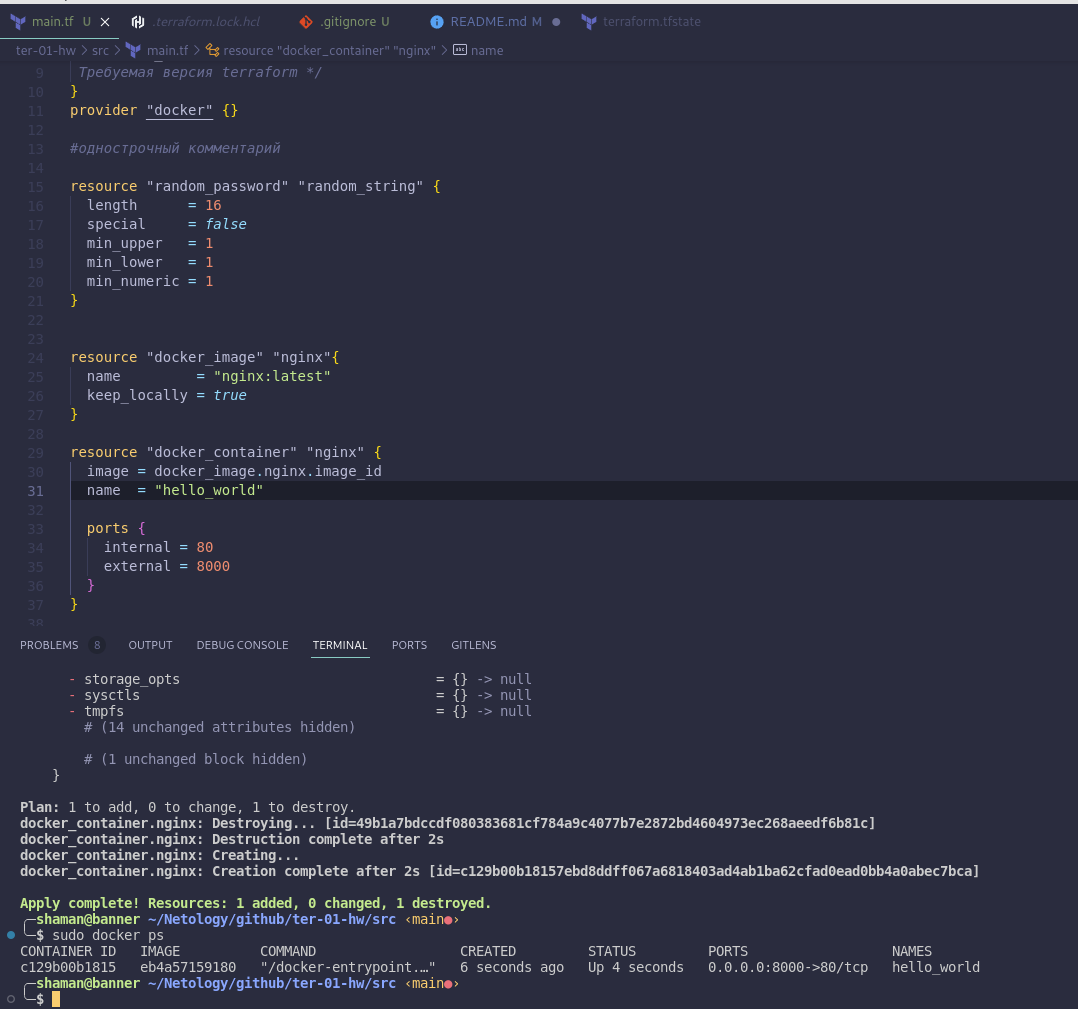 main.tf U
.terraform.lock.hcl
.gitignore U
README.md M
terraform.tfstate
ter-01-hw > src > main.tf > resource "docker_container" "nginx" > name
9 Требуемая версия terraform */
10 }
11 provider "docker" {}
12
13 #однострочный комментарий
14
15 resource "random_password" "random_string" {
16 length      = 16
17 special     = false
18 min_upper   = 1
19 min_lower   = 1
20 min_numeric = 1
21 }
22
23
24 resource "docker_image" "nginx"{
25 name         = "nginx:latest"
26 keep_locally = true
27 }
28
29 resource "docker_container" "nginx" {
30 image = docker_image.nginx.image_id
31 name  = "hello_world"
32
33 ports {
34 internal = 80
35 external = 8000
36 }
37 }
38
PROBLEMS 8 OUTPUT DEBUG CONSOLE TERMINAL PORTS GITLENS
- storage_opts = {} -> null
- sysctls = {} -> null
- tmpfs = {} -> null
# (14 unchanged attributes hidden)
# (1 unchanged block hidden)
}
Plan: 1 to add, 0 to change, 1 to destroy.
docker_container.nginx: Destroying... [id=49b1a7bdccdf080383681cf784a9c4077b7e2872bd4604973ec268aeedf6b81c]
docker_container.nginx: Destruction complete after 2s
docker_container.nginx: Creating...
docker_container.nginx: Creation complete after 2s [id=c129b00b18157ebd8ddff067a6818403ad4ab1ba62cfad0ead0bb4a0abec7bca]
Apply complete! Resources: 1 added, 0 changed, 1 destroyed.
╭─shaman@banner ~/Netology/github/ter-01-hw/src ‹main●›
╰─$ sudo docker ps
CONTAINER ID   IMAGE          COMMAND                  CREATED         STATUS         PORTS                  NAMES
c129b00b1815   eb4a57159180   "/docker-entrypoint.…"   6 seconds ago   Up 4 seconds   0.0.0.0:8000->80/tcp   hello_world
╭─shaman@banner ~/Netology/github/ter-01-hw/src ‹main●›
╰─$